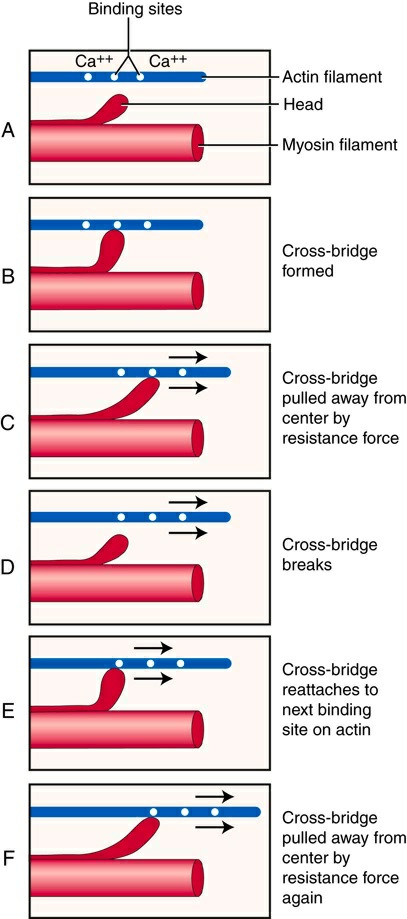 Binding sites
Ca++ Ca++
Actin filament
Head
A
Myosin filament
B
Cross-bridge
formed
C
Cross-bridge
pulled away from
center by
resistance force
D
Cross-bridge
breaks
E
Cross-bridge
reattaches to
next binding
site on actin
F
Cross-bridge
pulled away from
center by
resistance force
again